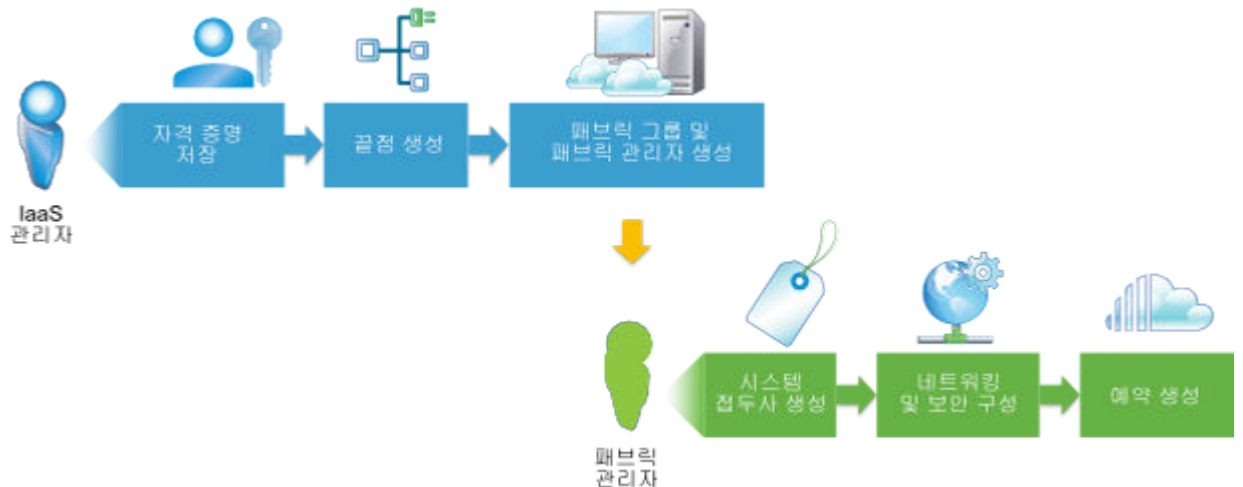 IaaS
관리자
자격 증명
저장
끝점 생성
패브릭 그룹 및
패브릭 관리자 생성
패브릭
관리자
시스템
접두사 생성
네트워킹
및 보안 구성
예약 생성